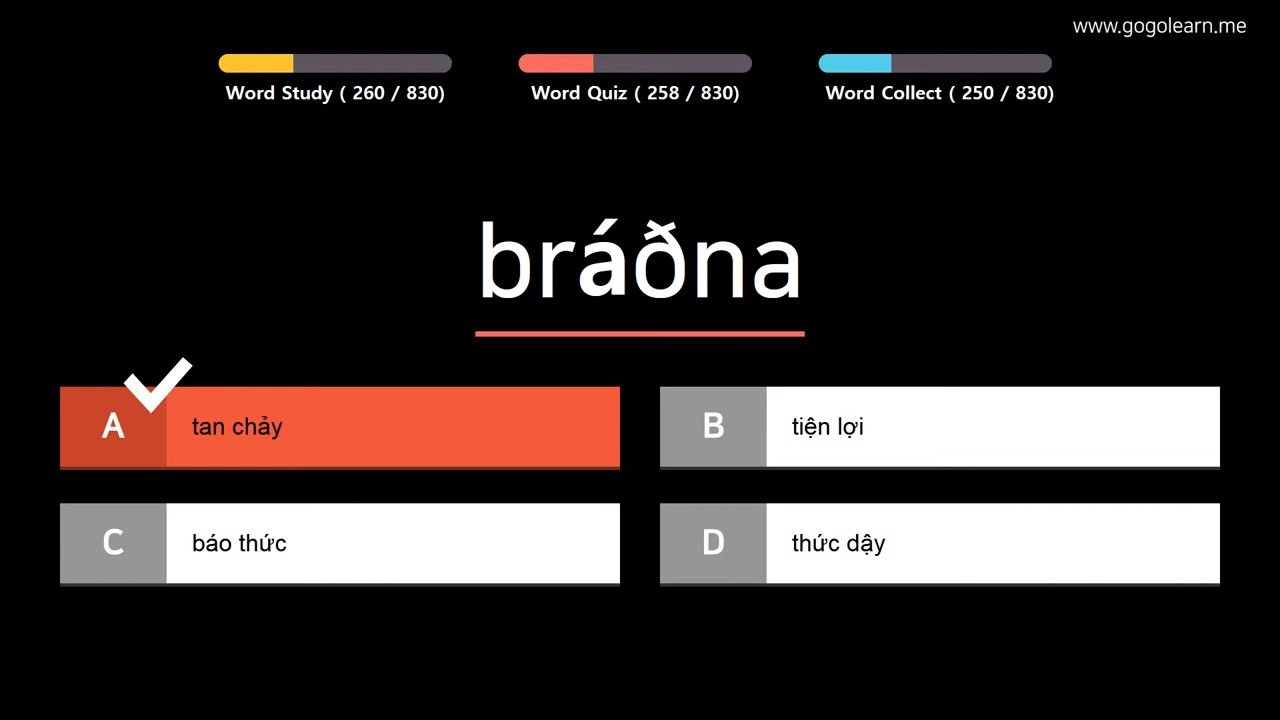 www.gogolearn.me
Word Study ( 260 / 830)
Word Quiz ( 258 / 830)
Word Collect ( 250 / 830)
bráðna
A tan chảy
B tiện lợi
C báo thức
D thức dậy